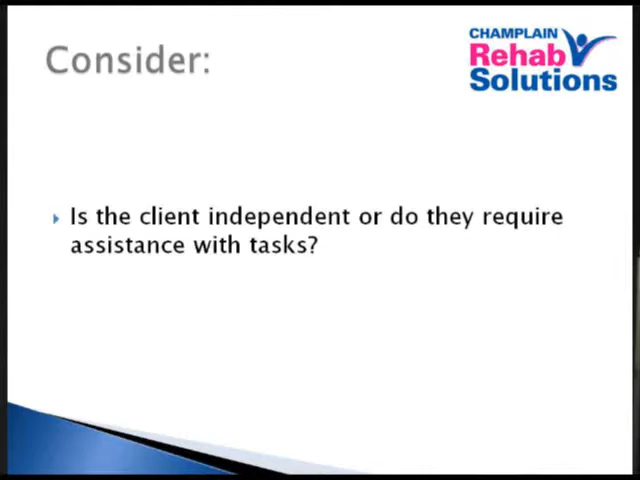 Consider:
CHAMPLAIN
Rehab
Solutions
Is the client independent or do they require
assistance with tasks?